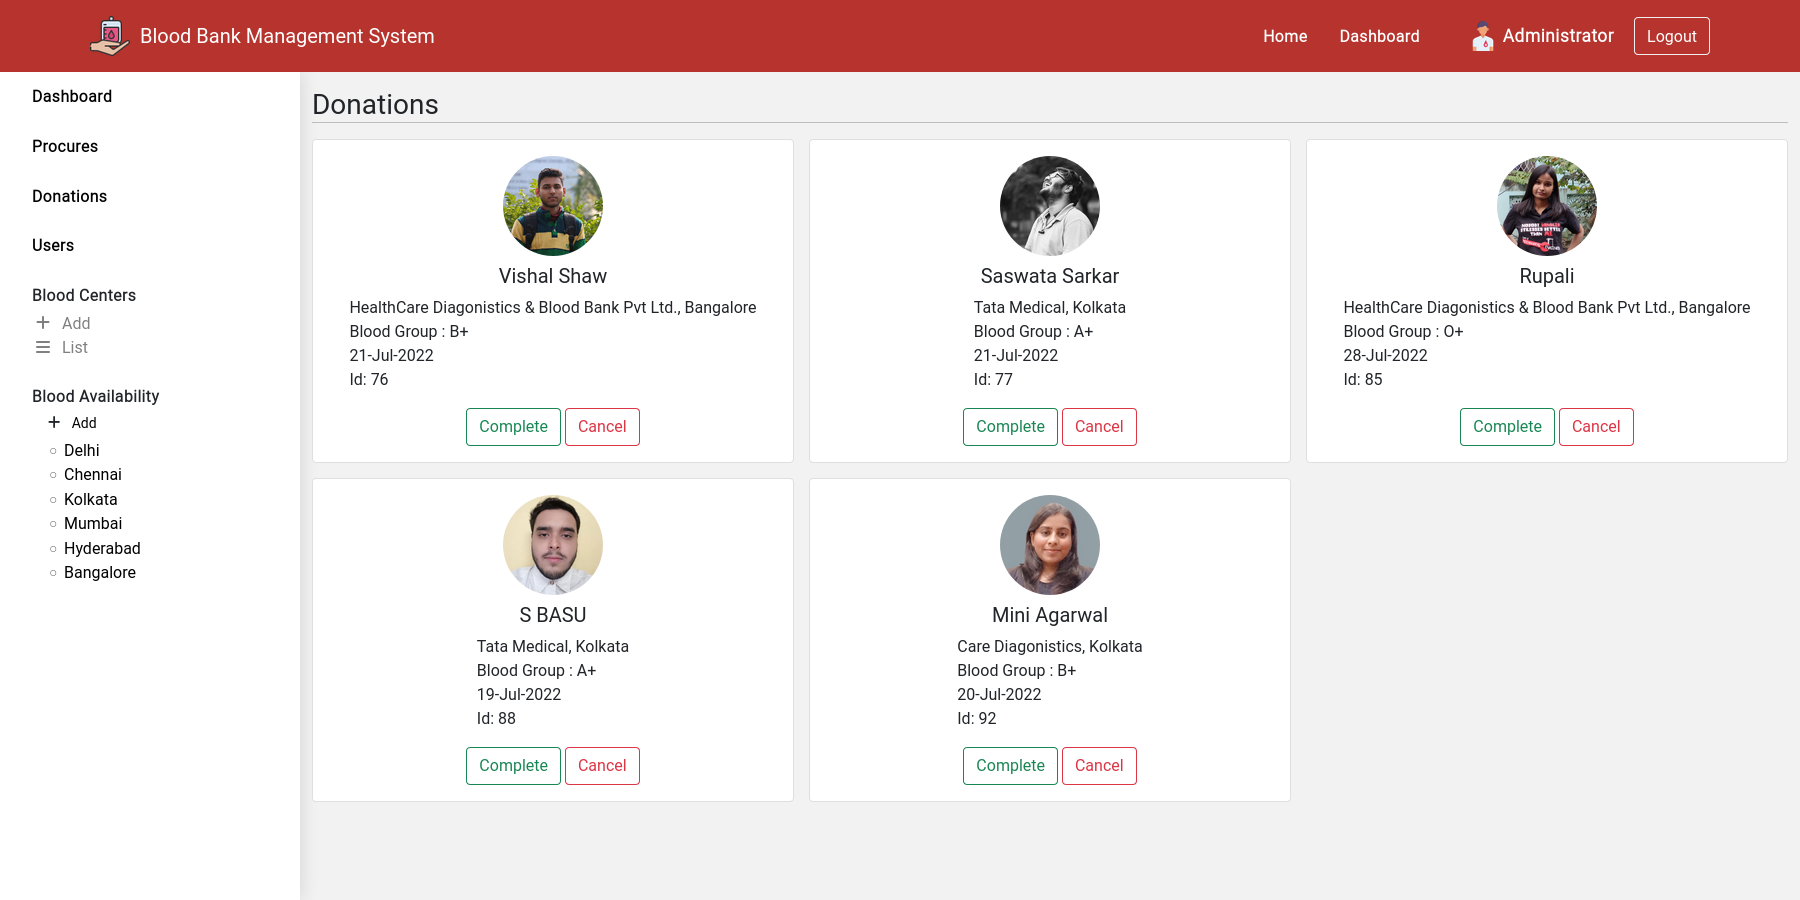 Blood Bank Management System
Home
Dashboard
Administrator
Logout
Dashboard
Procures
Donations
Users
Blood Centers
Add
List
Blood Availability
Add
Delhi
Chennai
Kolkata
Mumbai
Hyderabad
Bangalore
Donations
Vishal Shaw
HealthCare Diagonistics & Blood Bank Pvt Ltd., Bangalore
Blood Group : B+
21-Jul-2022
Id: 76
Complete
Cancel
Saswata Sarkar
Tata Medical, Kolkata
Blood Group : A+
21-Jul-2022
Id: 77
Complete
Cancel
Rupali
HealthCare Diagonistics & Blood Bank Pvt Ltd., Bangalore
Blood Group : O+
28-Jul-2022
Id: 85
Complete
Cancel
S BASU
Tata Medical, Kolkata
Blood Group : A+
19-Jul-2022
Id: 88
Complete
Cancel
Mini Agarwal
Care Diagonistics, Kolkata
Blood Group : B+
20-Jul-2022
Id: 92
Complete
Cancel